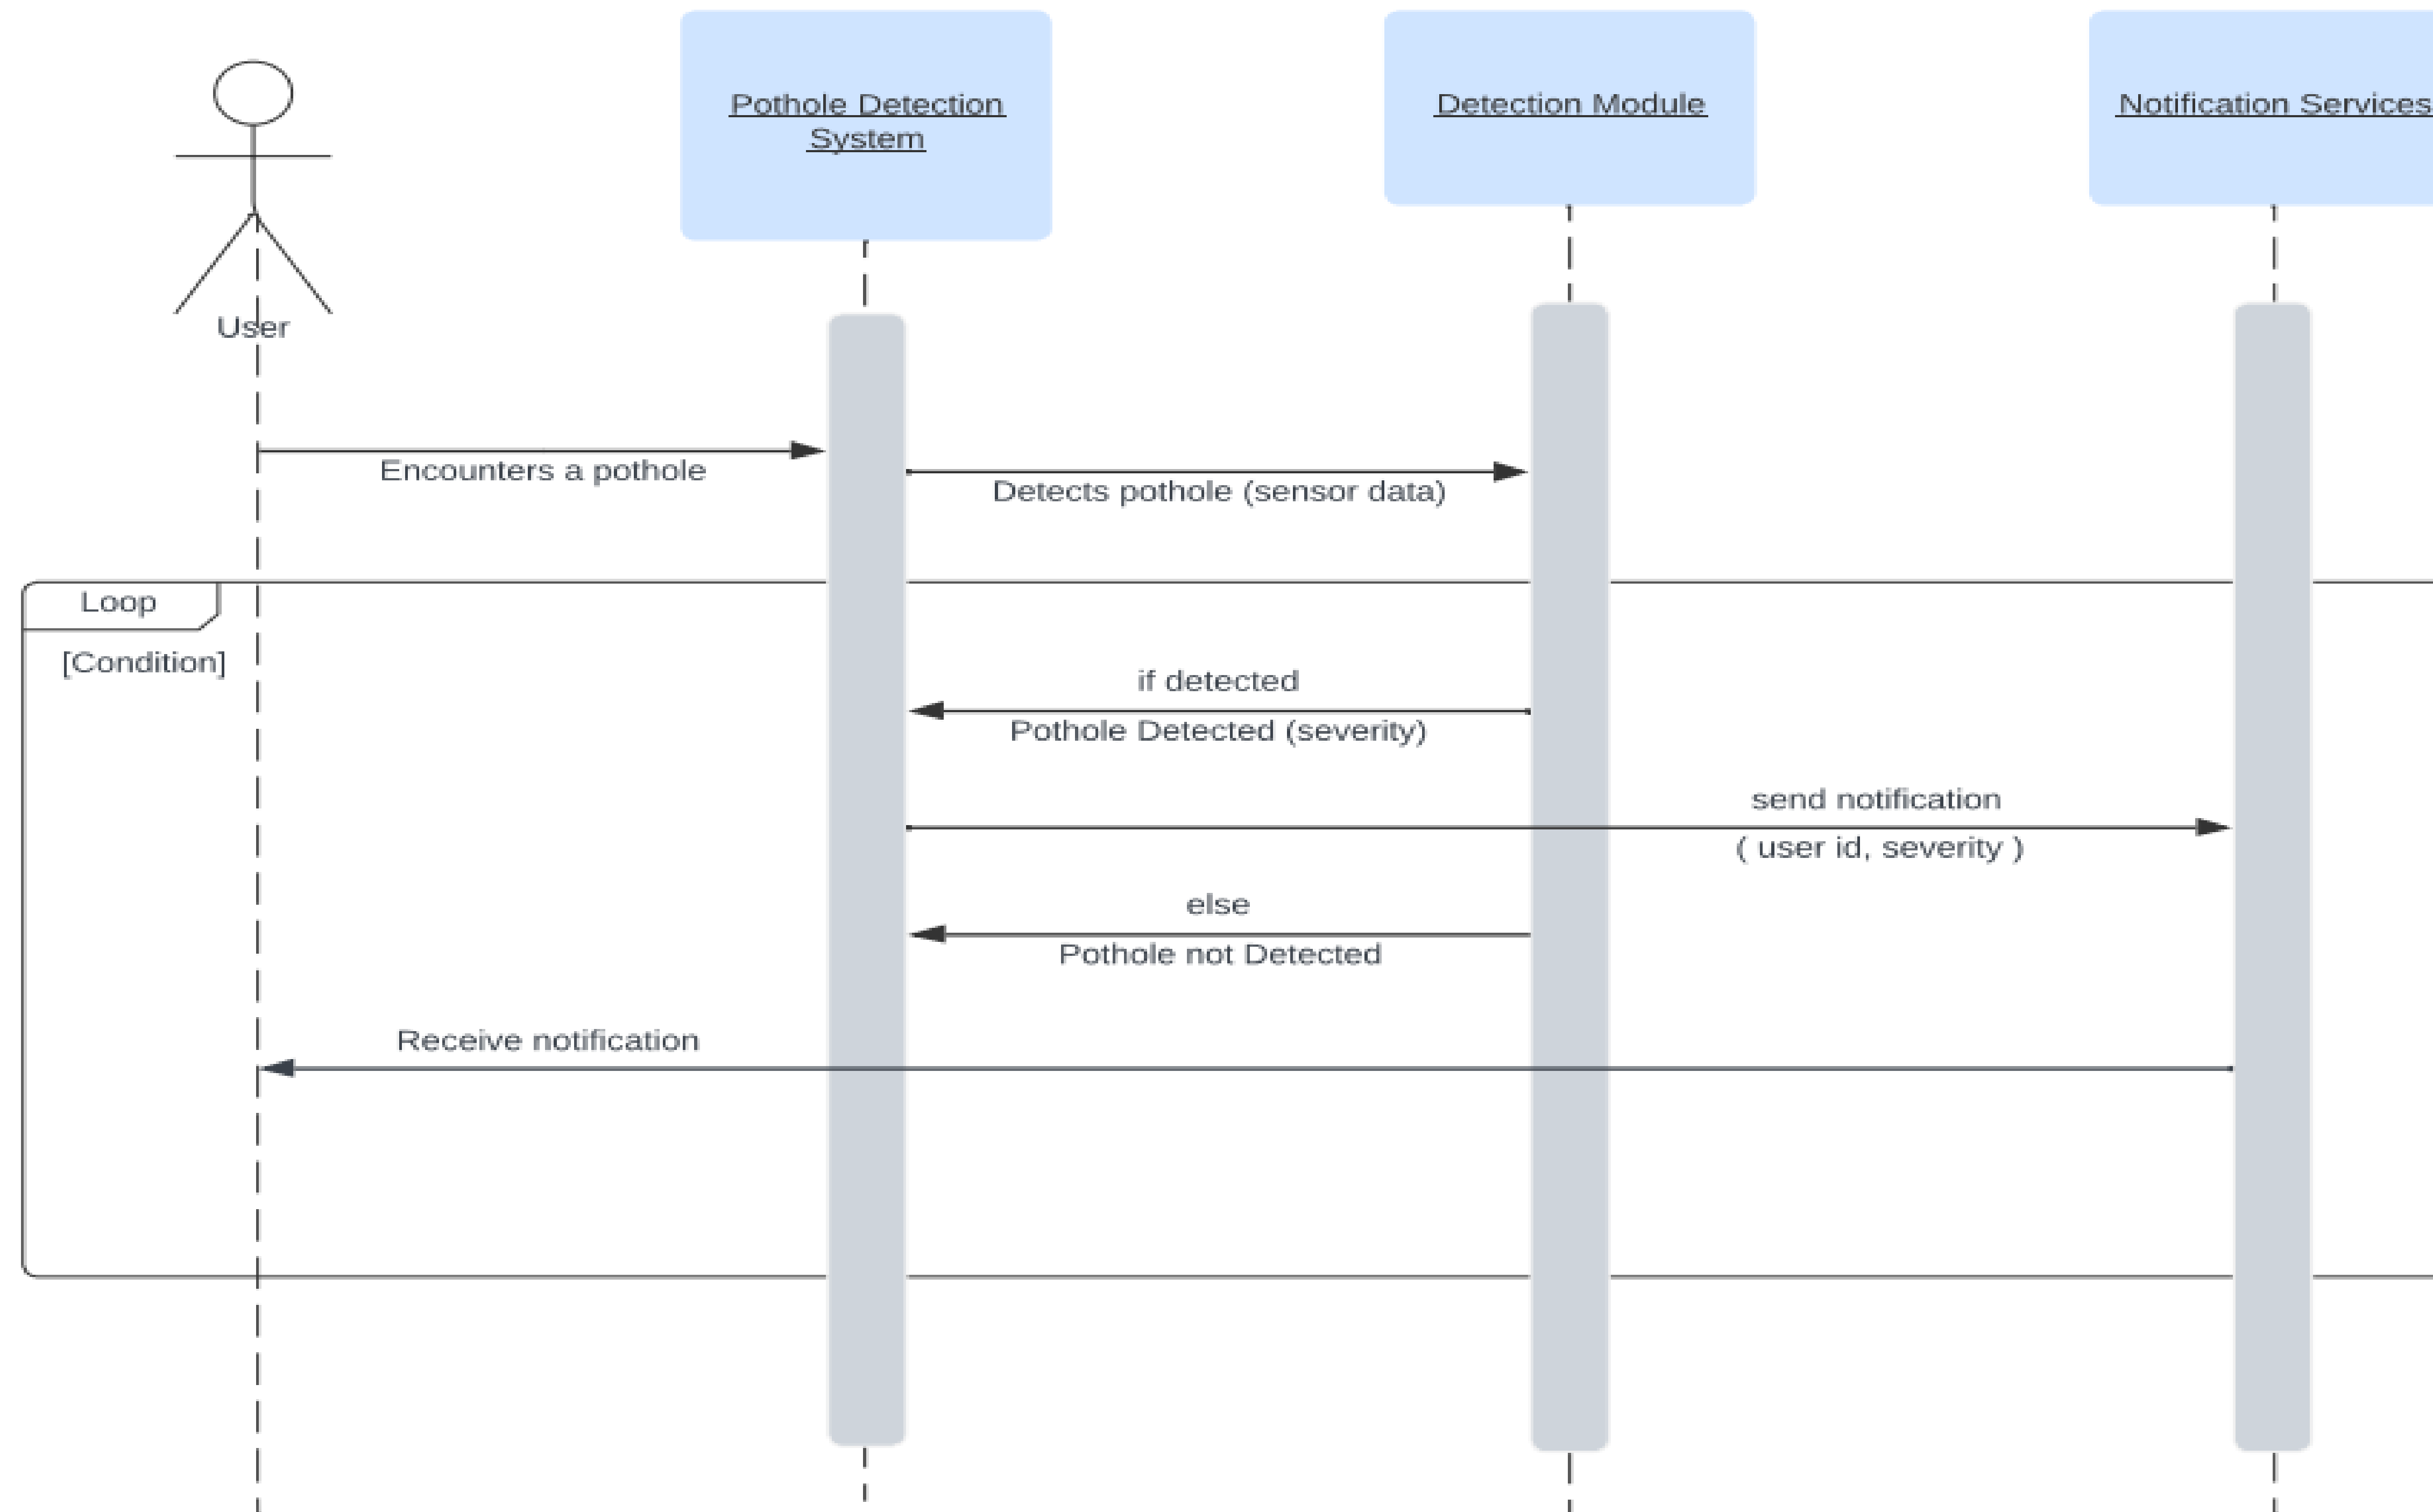 Pothole Detection
System
Detection Module
Notification Services
User
Encounters a pothole
Detects pothole (sensor data)
Loop
[Condition]
if detected
Pothole Detected (severity)
send notification
( user id, severity )
else
Pothole not Detected
Receive notification